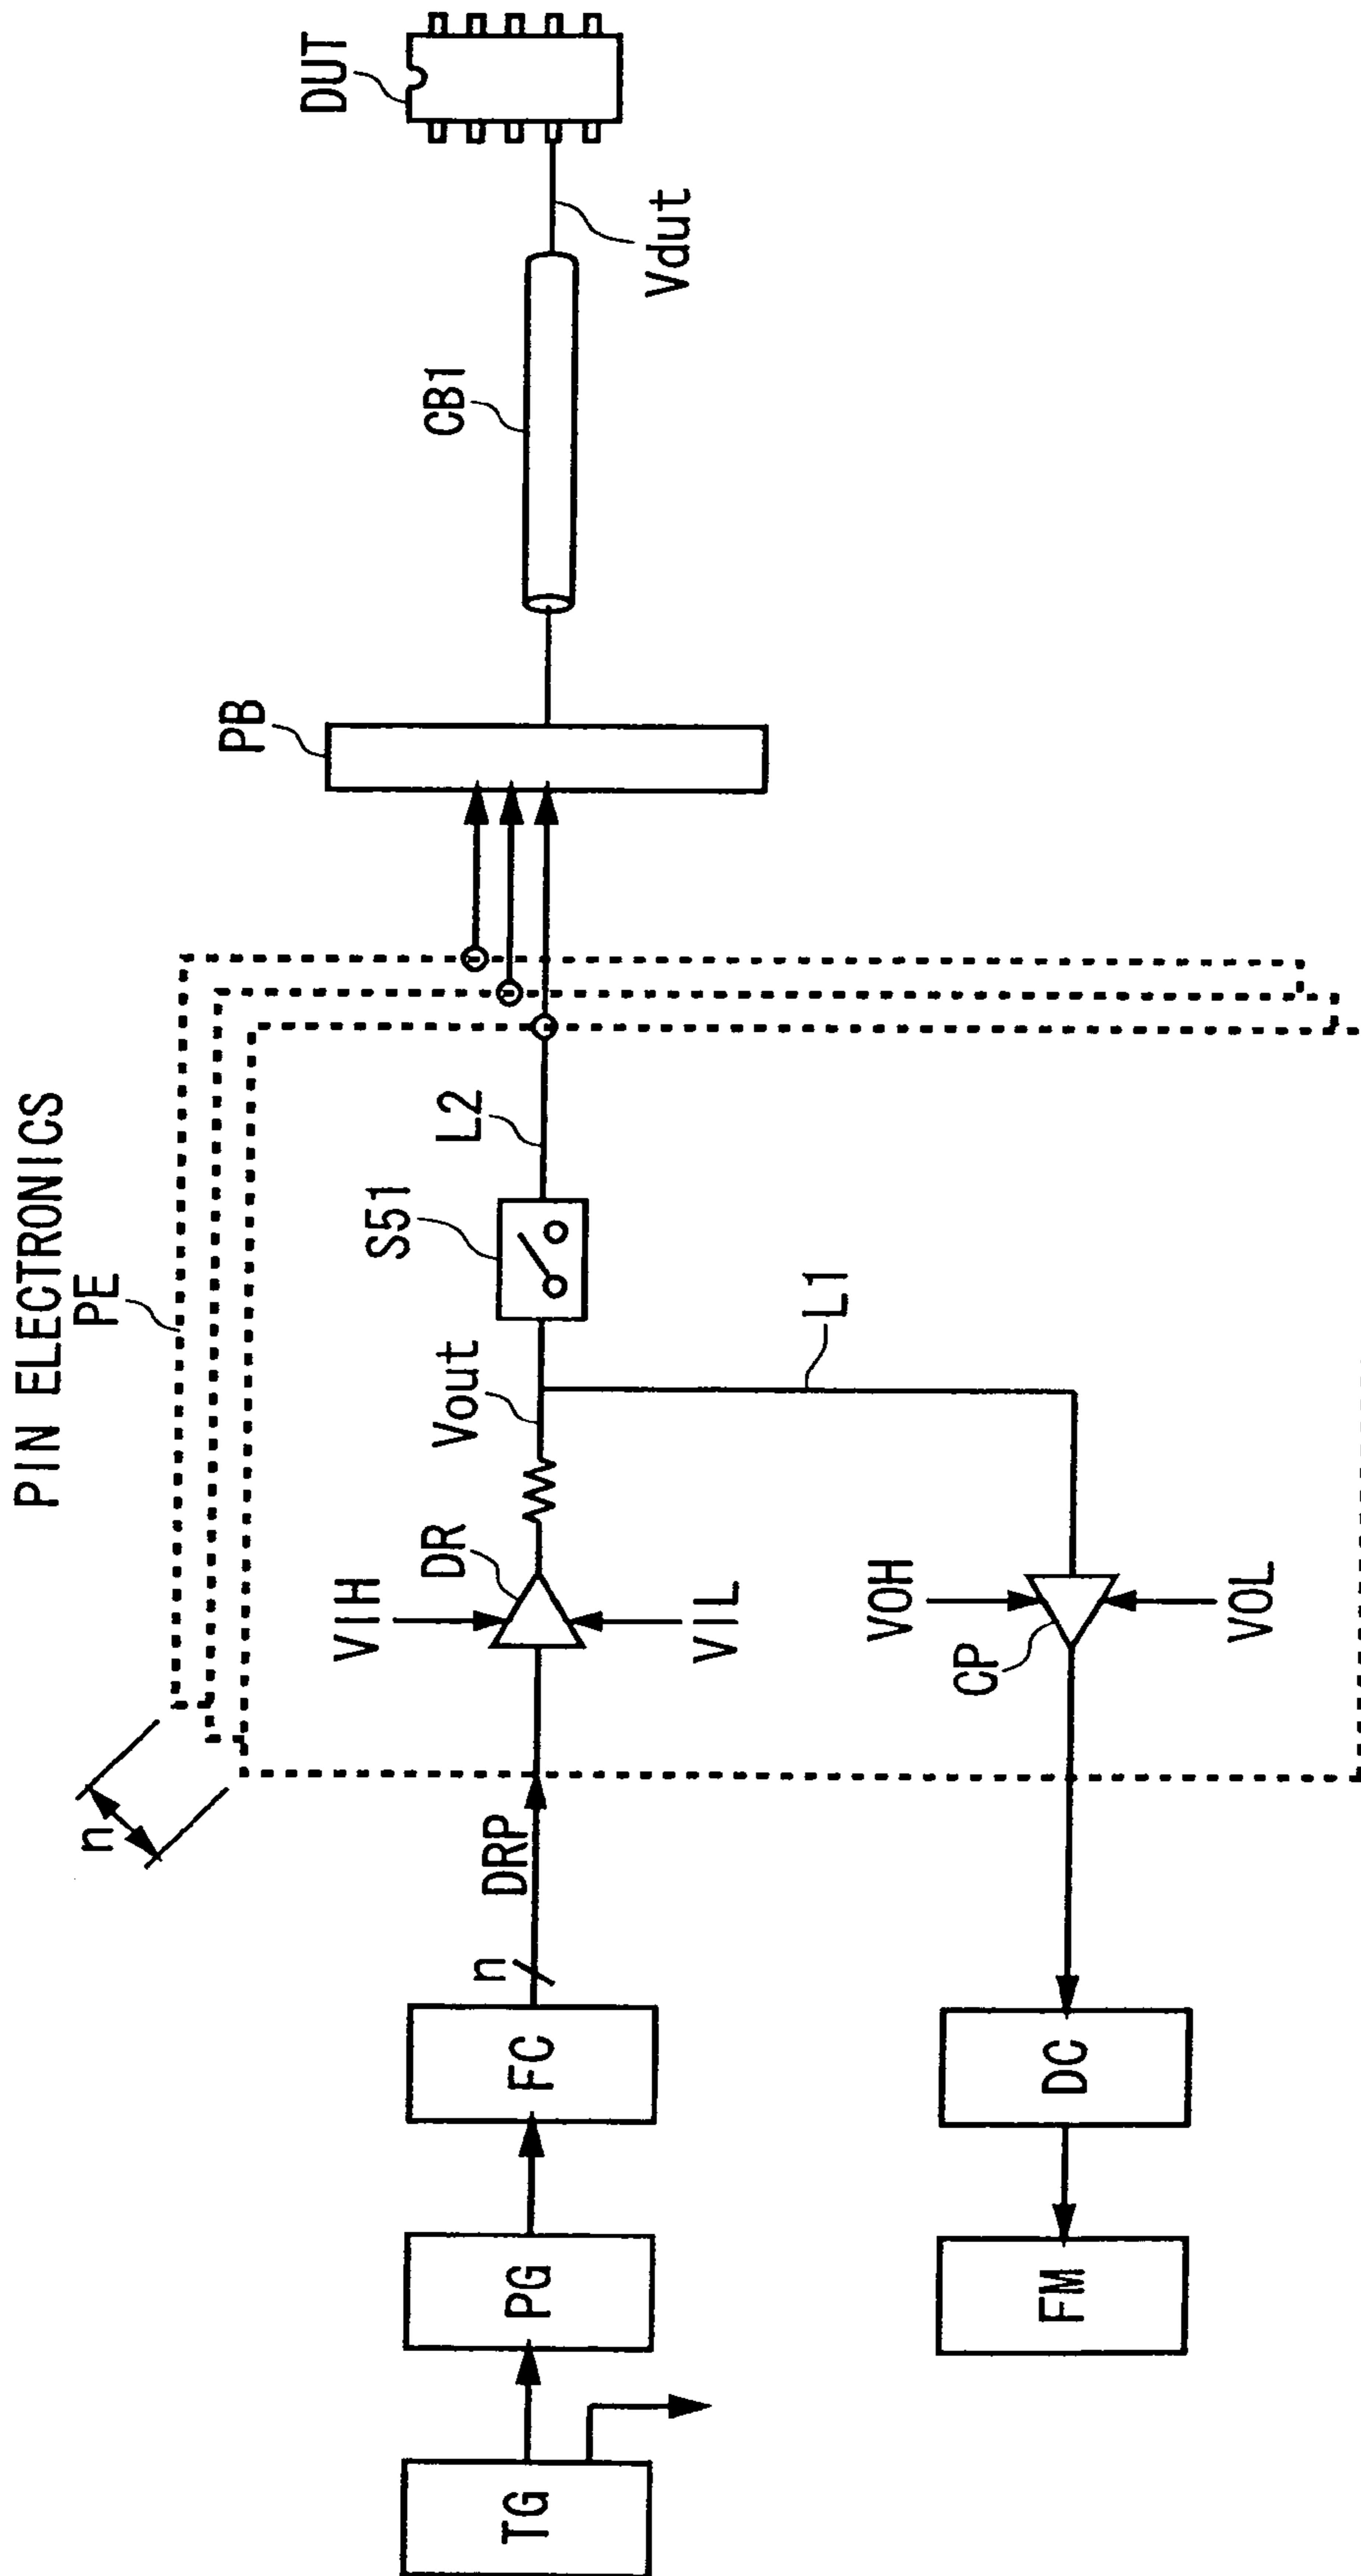 PIN ELECTRONICS
PE
n
TG
PG
FC
n
DRP
VIH
DR
VIL
Vout
S51
L2
L1
PB
CB1
Vdut
DUT
VOH
CP
VOL
DC
FM